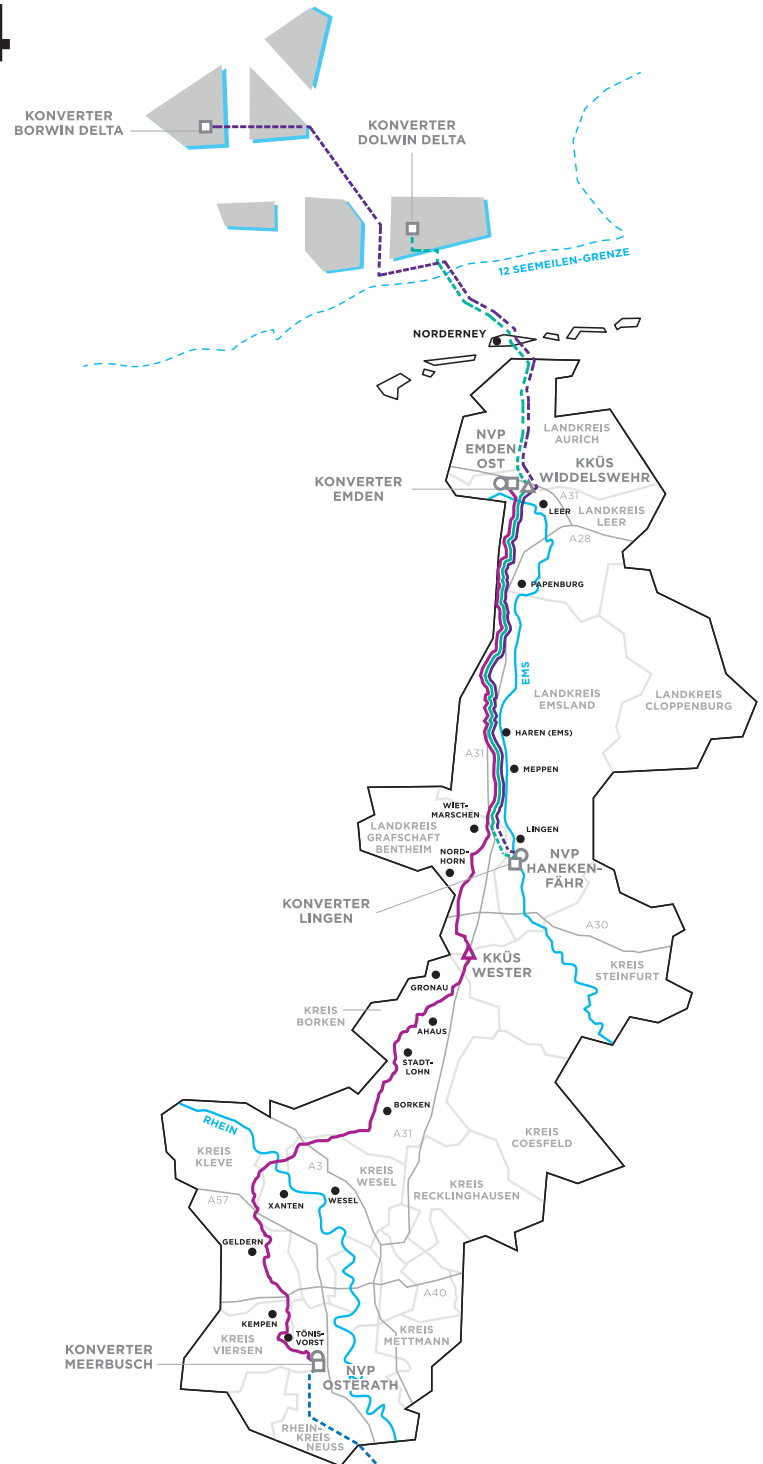 4
KONVERTER
BORWIN DELTA
KONVERTER
DOLWIN DELTA
12 SEEMEILEN-GRENZE
NORDERNEY
LANDKREIS
AURICH
NVP
EMDEN
OST
KKÜS
WIDDELSWEHR
KONVERTER
EMDEN
A31
LEER
LANDKREIS
LEER
A28
PAPENBURG
EMS
LANDKREIS
EMSLAND
LANDKREIS
CLOPPENBURG
HAREN (EMS)
A31
MEPPEN
WIET-
MARSCHEN
LANDKREIS
GRAFSCHAFT
BENTHEIM
LINGEN
NORD-
HORN
NVP
HANEKEN-
FÄHR
KONVERTER
LINGEN
A30
KKÜS
WESTER
KREIS
STEINFURT
GRONAU
KREIS
BORKEN
AHAUS
STADT-
LOHN
BORKEN
RHEIN
A31
KREIS
COESFELD
KREIS
KLEVE
A3
KREIS
WESEL
KREIS
RECKLINGHAUSEN
A57
XANTEN
WESEL
GELDERN
A40
KEMPEN
TÖNIS-
VORST
KREIS
VIERSEN
KREIS
METTMANN
KONVERTER
MEERBUSCH
NVP
OSTERATH
RHEIN-
KREIS
NEUSS